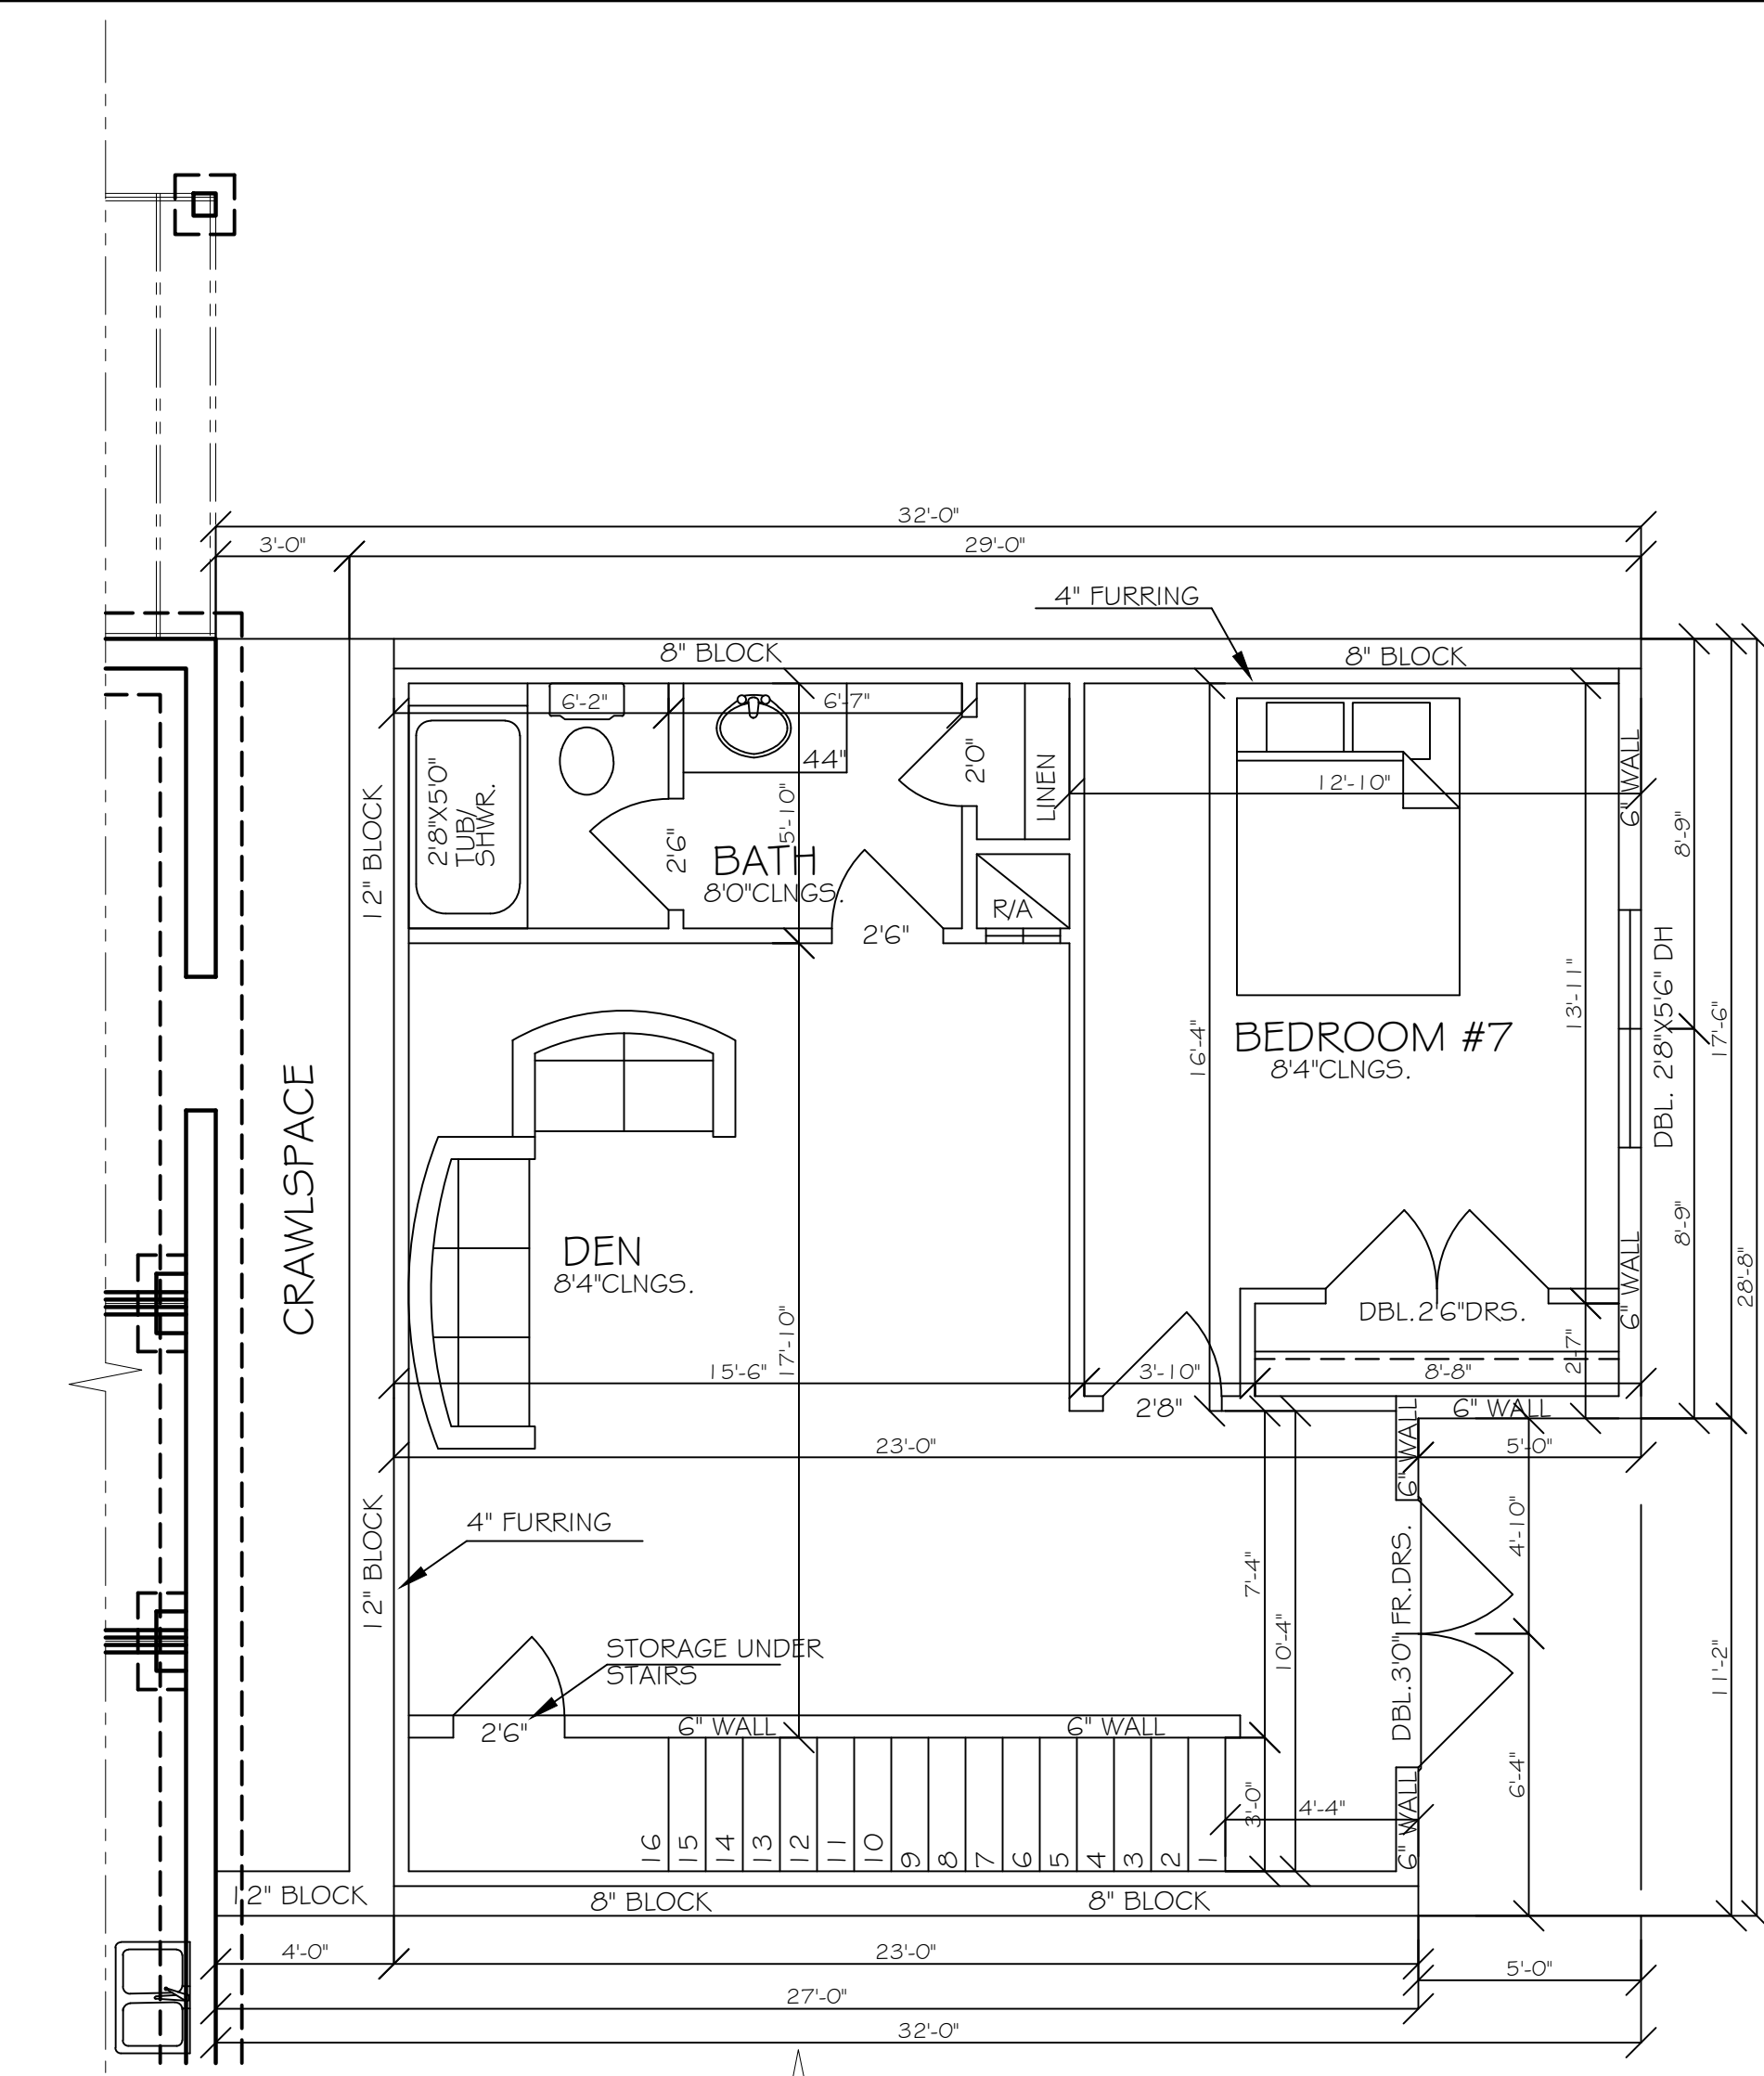 32'-0"
3'-0"
29'-0"
4" FURRING
8" BLOCK
8" BLOCK
6'-2"
6'-7"
44"
2'0"
LINEN
12'-10"
6" WALL
12" BLOCK
2'8"X5'0"
TUB/
SHWR.
2'6"
5'-10"
BATH
8'0"CLNGS.
2'6"
R/A
8'-9"
DBL. 2'8"X5'6" DH
13'-11"
17'-6"
16'-4"
BEDROOM #7
8'4"CLNGS.
CRAWLSPACE
DEN
8'4"CLNGS.
17'-10"
8'-9"
6" WALL
28'-8"
DBL.2'6"DRS.
2'-7"
15'-6"
3'-10"
8'-8"
2'8"
6" WALL
6" WALL
23'-0"
5'-0"
12" BLOCK
4" FURRING
7'-4"
10'-4"
DBL.3'0" FR.DRS.
4'-10"
11'-2"
STORAGE UNDER
STAIRS
2'6"
6" WALL
6" WALL
6'-4"
3'-0"
4'-4"
6" WALL
16 15 14 13 12 11 10 9 8 7 6 5 4 3 2 1
12" BLOCK
8" BLOCK
8" BLOCK
4'-0"
23'-0"
5'-0"
27'-0"
32'-0"